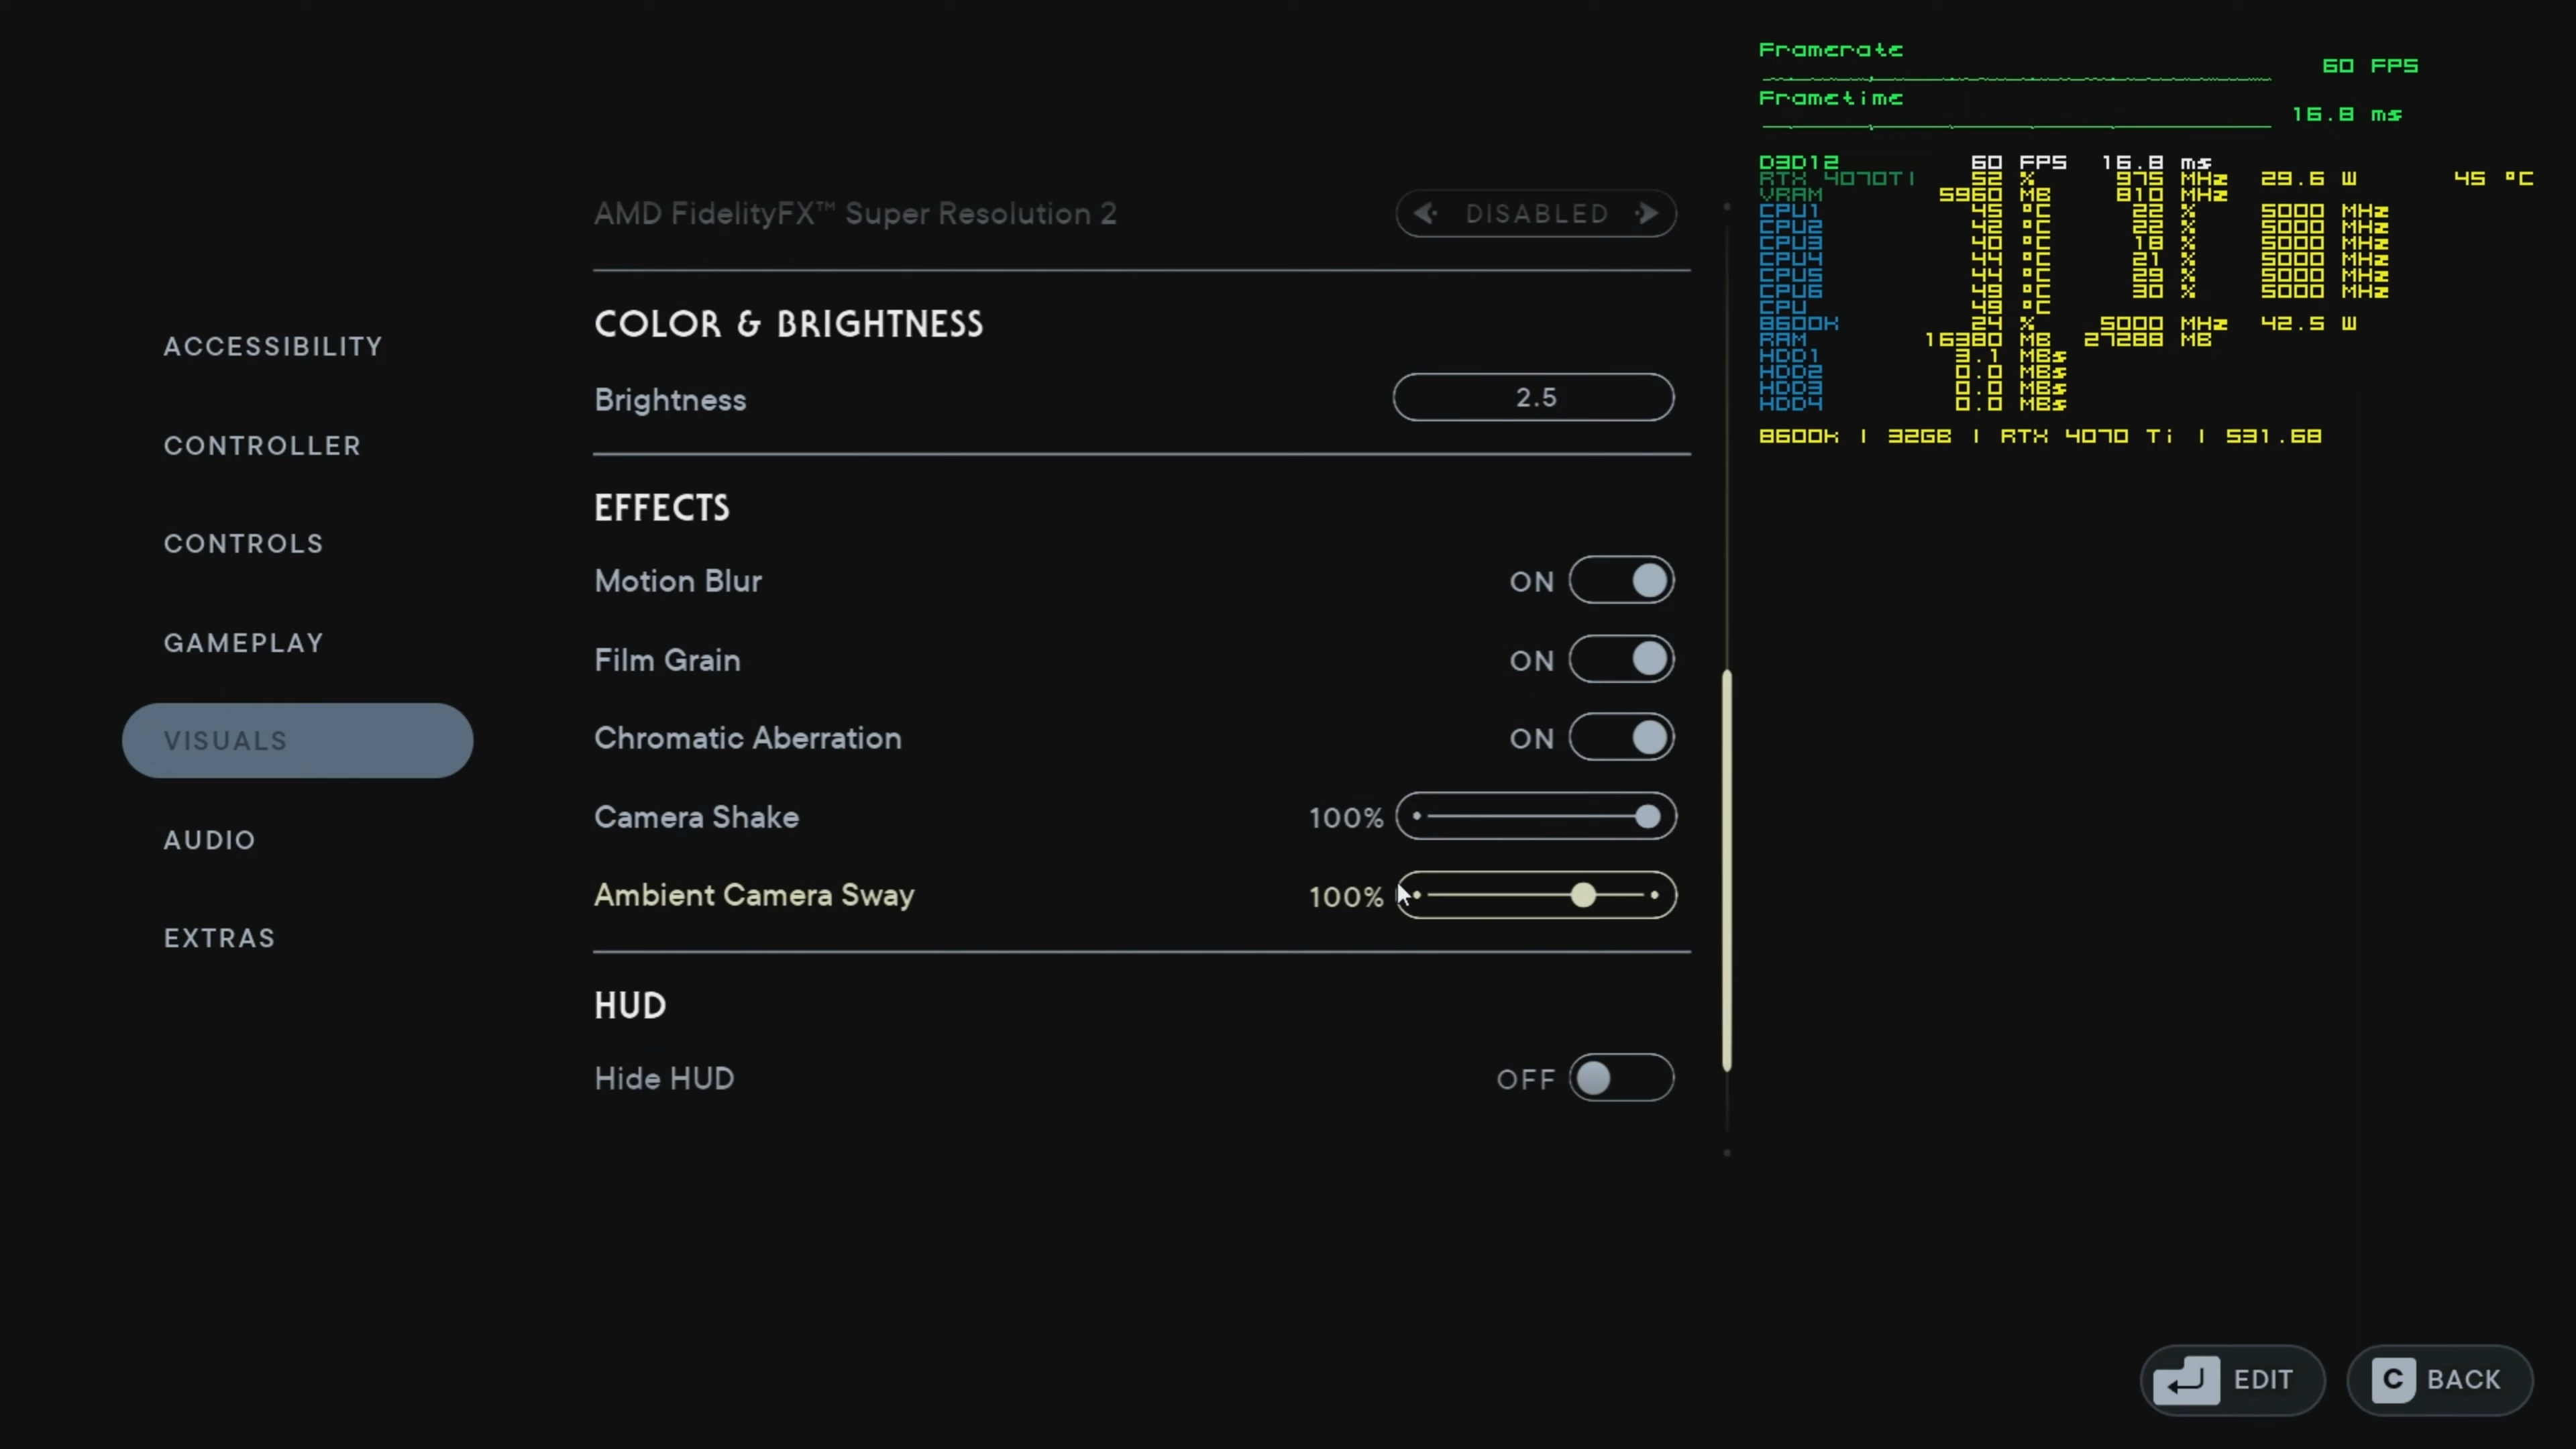 Framerate
60 FPS
Frametime
16.8 ms
D3D12 60 FPS 16.8 ms
RTX 4070TI 52 % 975 MHz 29.6 W 45 °C
VRAM 5960 MB 810 MHz
CPU1 45 °C 22 % 5000 MHz
CPU2 42 °C 22 % 5000 MHz
CPU3 40 °C 18 % 5000 MHz
CPU4 44 °C 21 % 5000 MHz
CPU5 44 °C 29 % 5000 MHz
CPU6 49 °C 30 % 5000 MHz
CPU 49 °C
8600K 24 % 5000 MHz 42.5 W
RAM 16380 MB 27288 MB
HDD1 3.1 MBs
HDD2 0.0 MBs
HDD3 0.0 MBs
HDD4 0.0 MBs
8600k | 32GB | RTX 4070 Ti | 531.68
ACCESSIBILITY
CONTROLLER
CONTROLS
GAMEPLAY
VISUALS
AUDIO
EXTRAS
AMD FidelityFX™ Super Resolution 2 DISABLED
COLOR & BRIGHTNESS
Brightness 2.5
EFFECTS
Motion Blur ON
Film Grain ON
Chromatic Aberration ON
Camera Shake 100%
Ambient Camera Sway 100%
HUD
Hide HUD OFF
EDIT C BACK